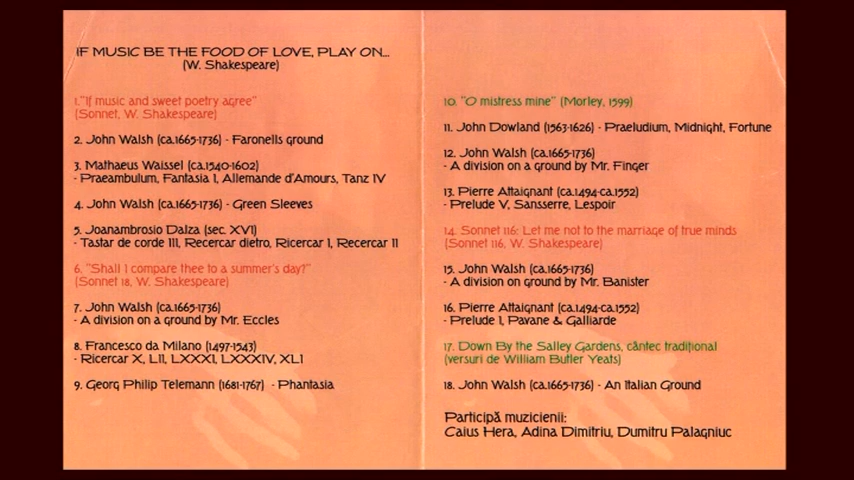 IF MUSIC BE THE FOOD OF LOVE, PLAY ON...
(W. Shakespeare)
1."If music and sweet poetry agree"
(Sonnet, W. Shakespeare)
2. John Walsh (ca.1665-1736) - Faronells ground
3. Mathaeus Waissel (ca.1540-1602)
- Praeambulum, Fantasia 1, Allemande d'Amours, Tanz IV
4. John Walsh (ca.1665-1736) - Green Sleeves
5. Joanambrosio Dalza (sec. XVI)
- Tastar de corde III, Recercar dietro, Ricercar 1, Recercar 11
6. "Shall I compare thee to a summer's day?"
(Sonnet 18, W. Shakespeare)
7. John Walsh (ca.1665-1736)
- A division on a ground by Mr. Eccles
8. Francesco da Milano (1497-1543)
- Ricercar X, L11, LXXX1, LXXXIV, XL1
9. Georg Philip Telemann (1681-1767) - Phantasia
10. "O mistress mine" (Morley, 1599)
11. John Dowland (1563-1626) - Praeludium, Midnight, Fortune
12. John Walsh (ca.1665-1736)
- A division on a ground by Mr. Finger
13. Pierre Attaignant (ca.1494-ca.1552)
- Prelude V, Sansserre, Lespoir
14. Sonnet 116: Let me not to the marriage of true minds
(Sonnet 116, W. Shakespeare)
15. John Walsh (ca.1665-1736)
- A division on a ground by Mr. Banister
16. Pierre Attaignant (ca.1494-ca.1552)
- Prelude 1, Pavane & Galliarde
17. Down By the Salley Gardens, cântec tradițional
(versuri de William Butler Yeats)
18. John Walsh (ca.1665-1736) - An Italian Ground
Participă muzicienii:
Caius Hera, Adina Dimitriu, Dumitru Palagniuc